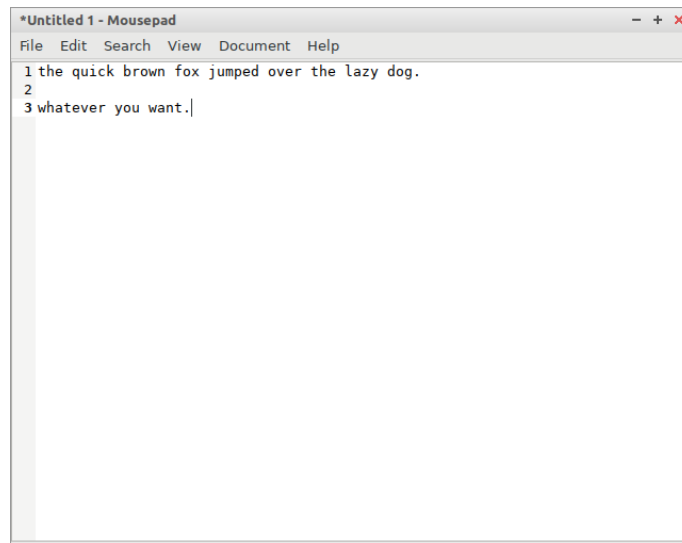 *Untitled 1 - Mousepad
File Edit Search View Document Help
1 the quick brown fox jumped over the lazy dog.
2
3 whatever you want.